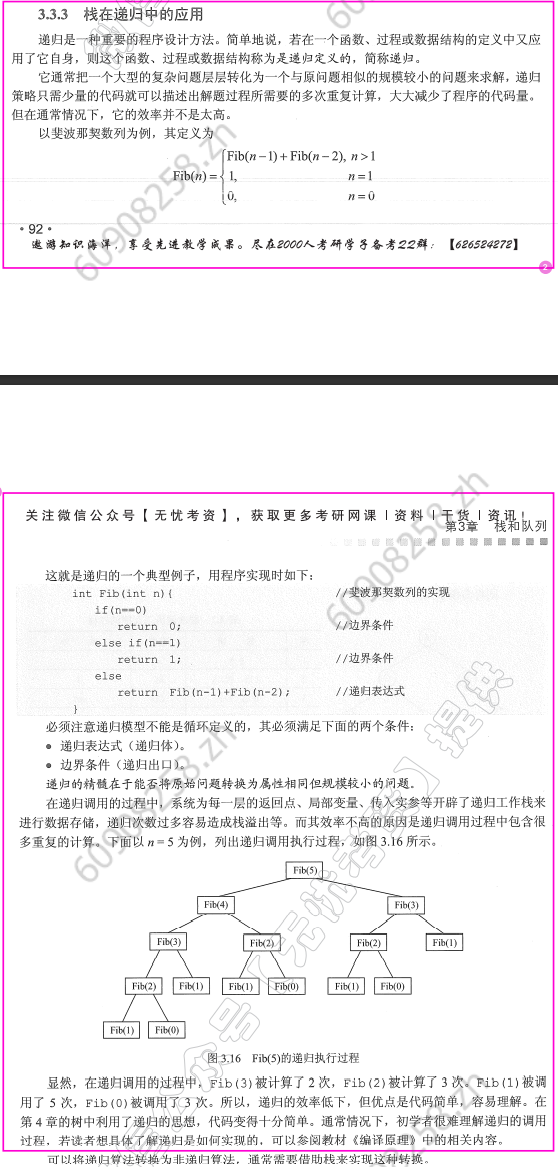 3.3.3 栈在递归中的应用
递归是一种重要的程序设计方法。简单地说，若在一个函数、过程或数据结构的定义中又应
用了它自身，则这个函数、过程或数据结构称为是递归定义的，简称递归。
它通常把一个大型的复杂问题层层转化为一个与原问题相似的规模较小的问题来求解，递归
策略只需少量的代码就可以描述出解题过程所需要的多次重复计算，大大减少了程序的代码量。
但在通常情况下，它的效率并不是太高。
以斐波那契数列为例，其定义为
Fib(n−1)+Fib(n−2), n>1
Fib(n)= 1, n=1
0, n=0
·92·
遨游知识海洋，享受先进教学成果。尽在2000人考研学子备考QQ群：【626524272】
60908258.zh
2
关注微信公众号【无忧考资】，获取更多考研网课|资料|干货|资讯！
第3章 栈和队列
这就是递归的一个典型例子，用程序实现时如下：
int Fib(int n){ //斐波那契数列的实现
if(n==0)
return 0; //边界条件
else if(n==1)
return 1; //边界条件
else
return Fib(n-1)+Fib(n-2); //递归表达式
}
必须注意递归模型不能是循环定义的，其必须满足下面的两个条件：
● 递归表达式（递归体）。
● 边界条件（递归出口）。
递归的精髓在于能否将原始问题转换为属性相同但规模较小的问题。
在递归调用的过程中，系统为每一层的返回点、局部变量、传入实参等开辟了递归工作栈来
进行数据存储，递归次数过多容易造成栈溢出等。而其效率不高的原因是递归调用过程中包含很
多重复的计算。下面以 n = 5 为例，列出递归调用执行过程，如图 3.16 所示。
Fib(5)
Fib(4) Fib(3)
Fib(3) Fib(2) Fib(2) Fib(1)
Fib(2) Fib(1) Fib(1) Fib(0) Fib(1) Fib(0)
Fib(1) Fib(0)
图 3.16 Fib(5)的递归执行过程
显然，在递归调用的过程中，Fib(3)被计算了 2 次，Fib(2)被计算了 3 次。Fib(1)被调
用了 5 次，Fib(0)被调用了 3 次。所以，递归的效率低下，但优点是代码简单，容易理解。在
第 4 章的树中利用了递归的思想，代码变得十分简单。通常情况下，初学者很难理解递归的调用
过程，若读者想具体了解递归是如何实现的，可以参阅教材《编译原理》中的相关内容。
可以将递归算法转换为非递归算法，通常需要借助栈来实现这种转换。